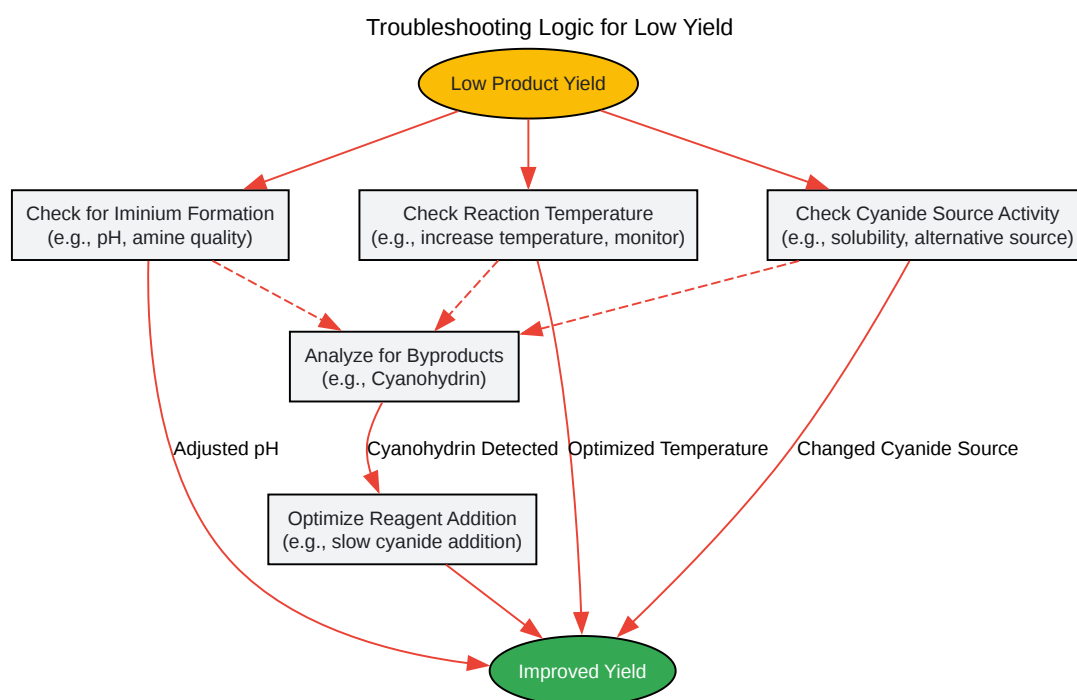 Troubleshooting Logic for Low Yield
Low Product Yield
Check for Iminium Formation
(e.g., pH, amine quality)
Check Reaction Temperature
(e.g., increase temperature, monitor)
Check Cyanide Source Activity
(e.g., solubility, alternative source)
Analyze for Byproducts
(e.g., Cyanohydrin)
Adjusted pH
Cyanohydrin Detected
Optimized Temperature
Changed Cyanide Source
Optimize Reagent Addition
(e.g., slow cyanide addition)
Improved Yield